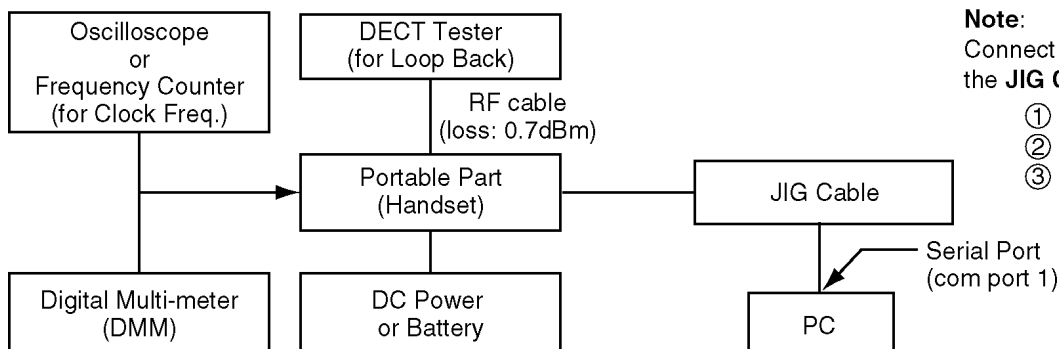 Oscilloscope
or
Frequency Counter
(for Clock Freq.)
DECT Tester
(for Loop Back)
RF cable
(loss: 0.7dBm)
Portable Part
(Handset)
JIG Cable
Digital Multi-meter
(DMM)
DC Power
or Battery
Serial Port
(com port 1)
PC
Note:
Connect
the JIG
①
②
③